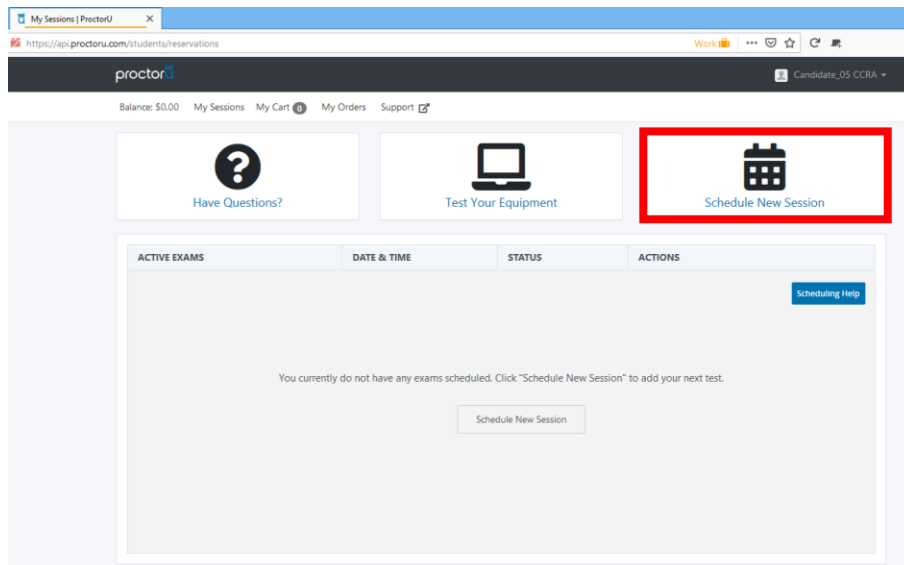 My Sessions | ProctorU
https://api.proctoru.com/students/reservations
Work
proctoru
Candidate_05 CCRA
Balance: $0.00 My Sessions My Cart 0 My Orders Support
Have Questions?
Test Your Equipment
Schedule New Session
ACTIVE EXAMS DATE & TIME STATUS ACTIONS
Scheduling Help
You currently do not have any exams scheduled. Click "Schedule New Session" to add your next test.
Schedule New Session